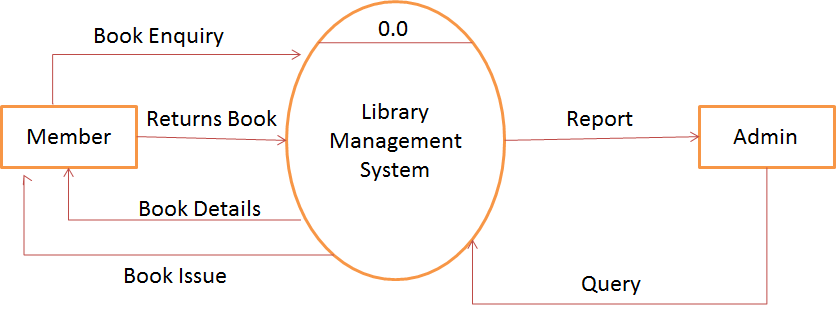 0.0
Book Enquiry
Library
Management
System
Returns Book
Report
Member
Admin
Book Details
Book Issue
Query